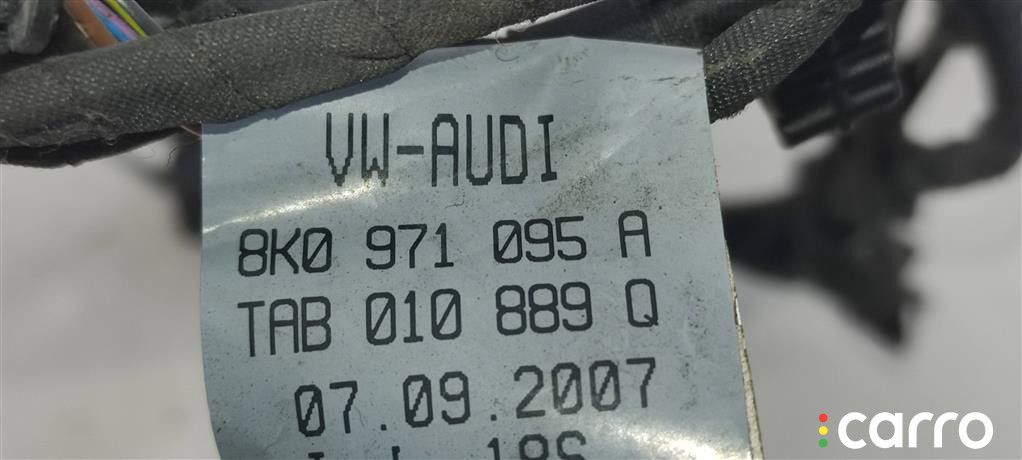 VW-AUDI
8K0 971 095 A
TAB 010 889 Q
07.09.2007
carro